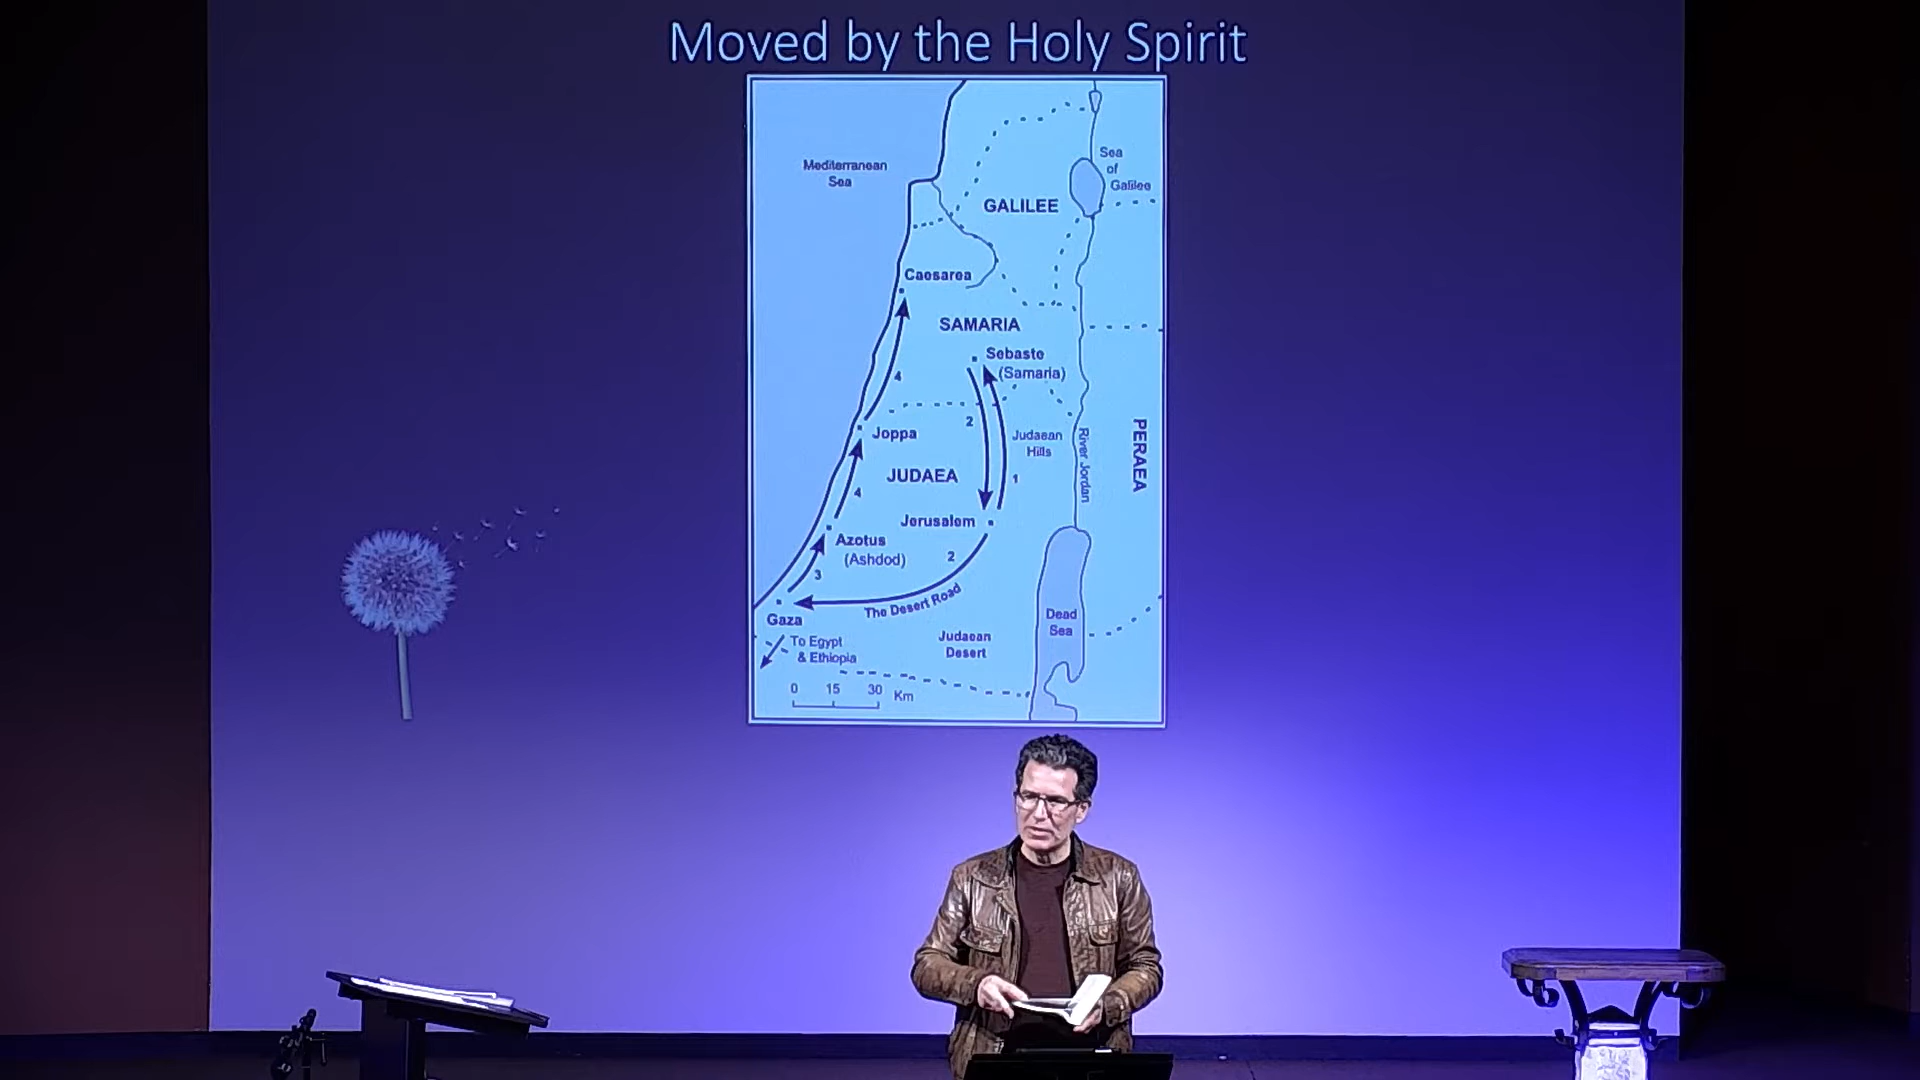 Moved by the Holy Spirit
Mediterranean
Sea
Sea
of
Galilee
GALILEE
Caesarea
SAMARIA
Sebaste
(Samaria)
4
2
Joppa
Judaean
Hills
River Jordan
PERAEA
JUDAEA
1
4
Jerusalem
Azotus
(Ashdod)
2
3
The Desert Road
Gaza
Dead
Sea
To Egypt
& Ethiopia
Judaean
Desert
0 15 30 Km